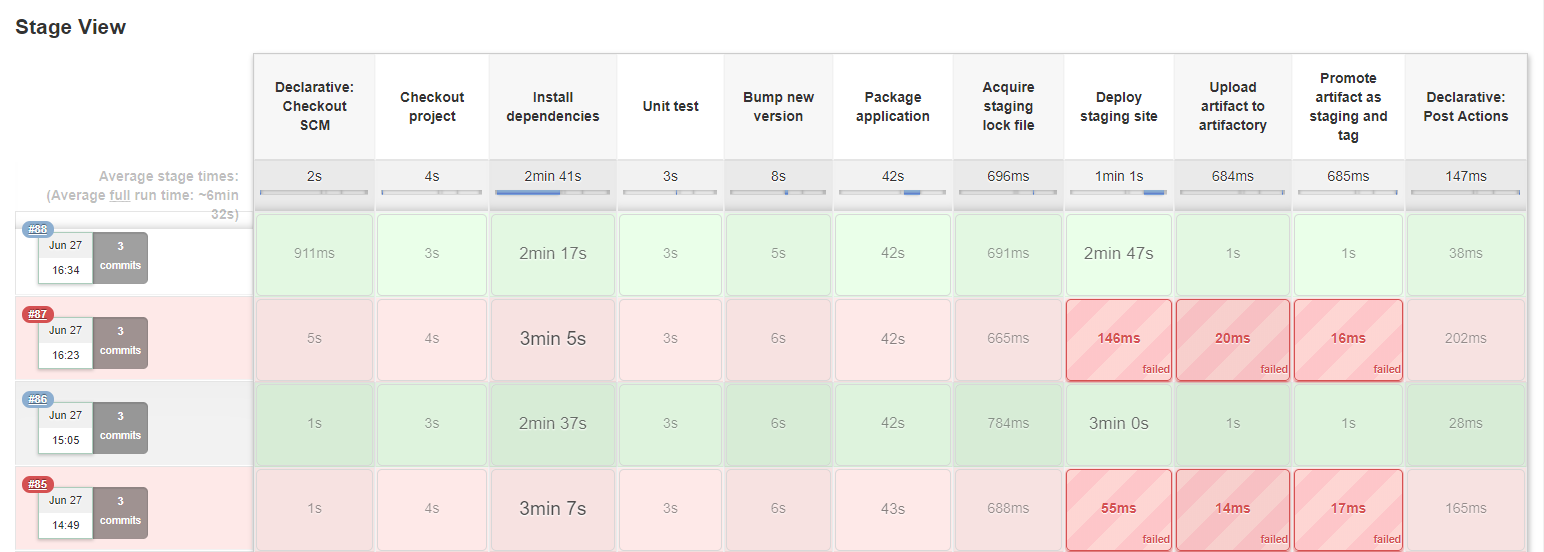 Stage View
Declarative:
Checkout
SCM
Checkout
project
Install
dependencies
Unit test
Bump new
version
Package
application
Acquire
staging
lock file
Deploy
staging site
Upload
artifact to
artifactory
Promote
artifact as
staging and
tag
Declarative:
Post Actions
Average stage times:
(Average full run time: ~6min
32s)
2s
4s
2min 41s
3s
8s
42s
696ms
1min 1s
684ms
685ms
147ms
#88
Jun 27
16:34
3
commits
911ms
3s
2min 17s
3s
5s
42s
691ms
2min 47s
1s
1s
38ms
#87
Jun 27
16:23
3
commits
5s
4s
3min 5s
3s
6s
42s
665ms
146ms
failed
20ms
failed
16ms
failed
202ms
#86
Jun 27
15:05
3
commits
1s
3s
2min 37s
3s
6s
42s
784ms
3min 0s
1s
1s
28ms
#85
Jun 27
14:49
3
commits
1s
4s
3min 7s
3s
6s
43s
688ms
55ms
failed
14ms
failed
17ms
failed
165ms